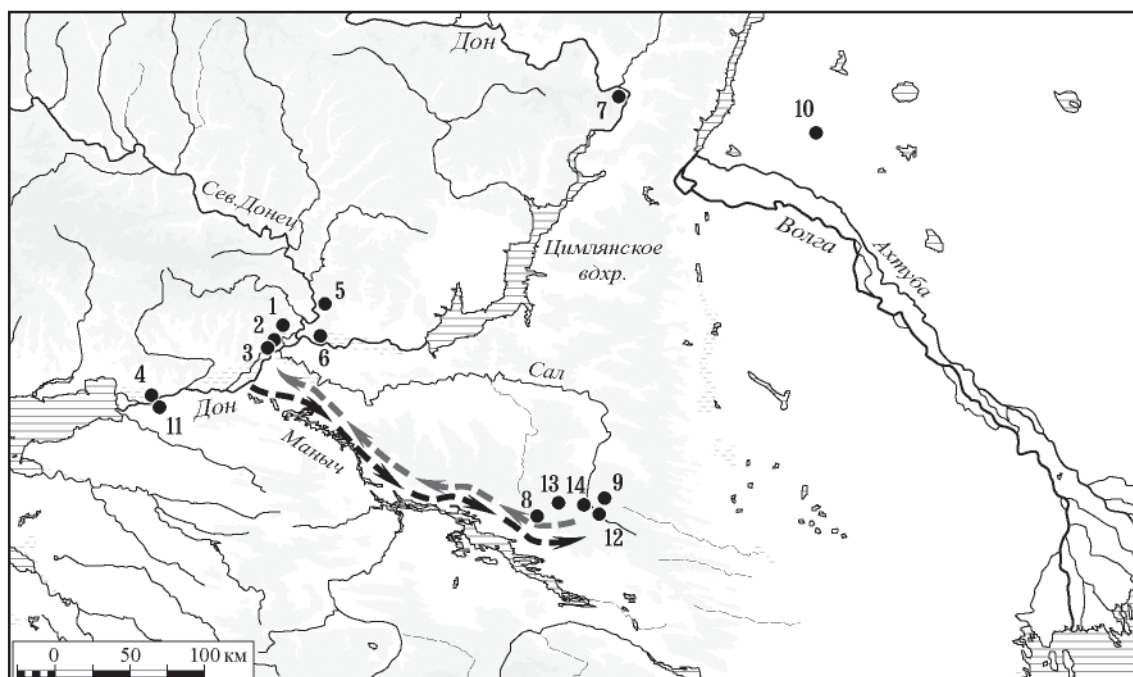 Дон
7
10
Сев. Донец
Волга
Ахтуба
Цимлянское
вдхр.
5
1
2
6
3
4
11
Дон
Сал
Маныч
8
13
14
9
12
0 50 100 км